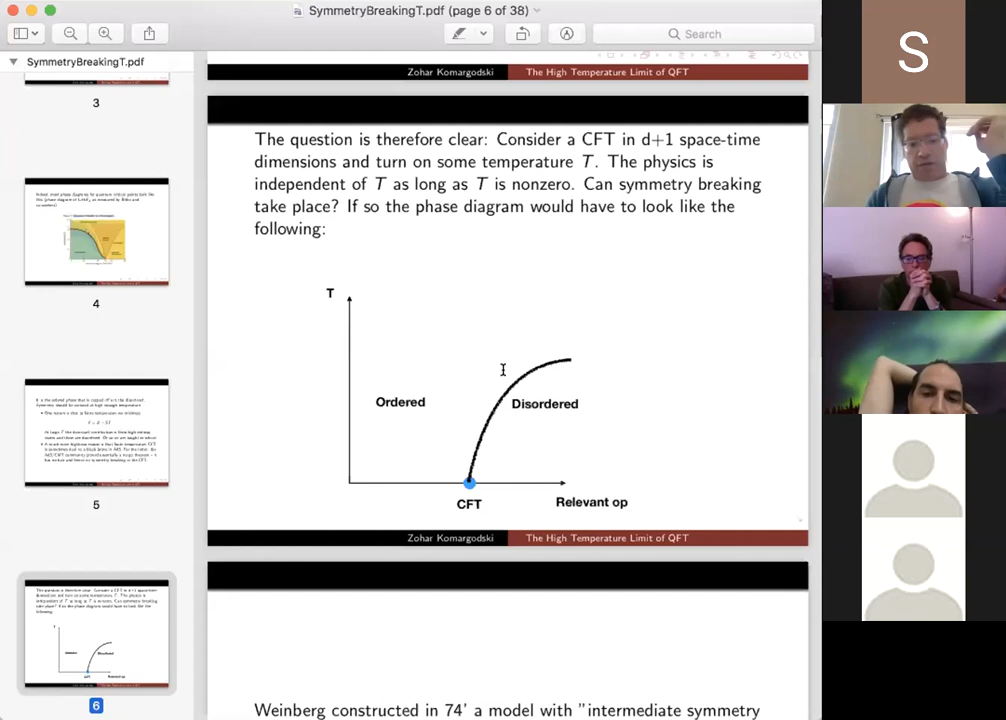 SymmetryBreakingT.pdf (page 6 of 38)
Search
SymmetryBreakingT.pdf
3
4
5
6
Zohar Komargodski The High Temperature Limit of QFT
The question is therefore clear: Consider a CFT in d+1 space-time
dimensions and turn on some temperature T. The physics is
independent of T as long as T is nonzero. Can symmetry breaking
take place? If so the phase diagram would have to look like the
following:
T
Ordered
Disordered
CFT
Relevant op
Zohar Komargodski The High Temperature Limit of QFT
Weinberg constructed in 74' a model with "intermediate symmetry
S